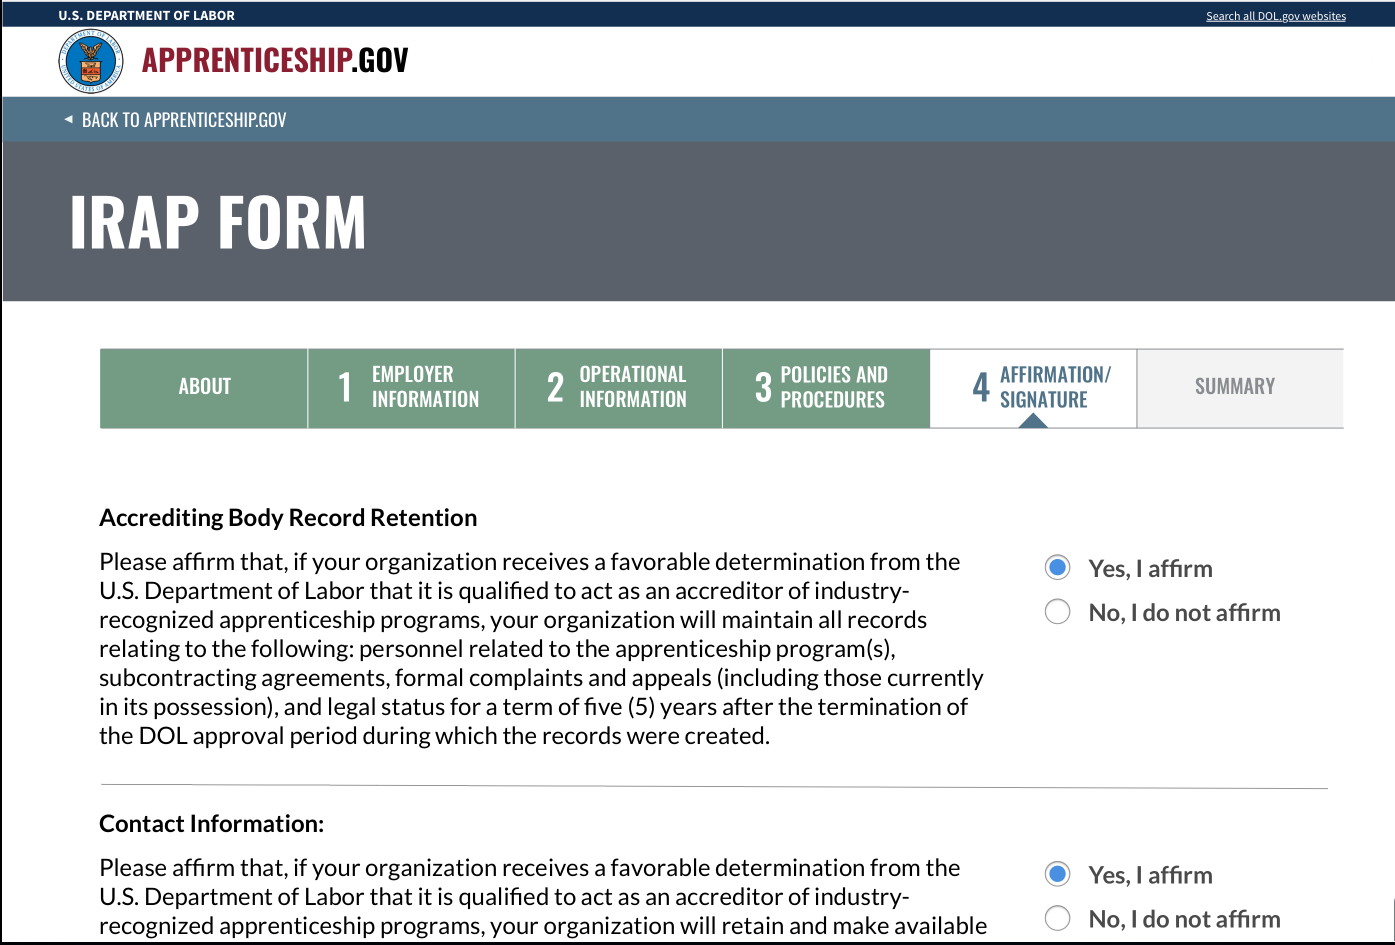 U.S. DEPARTMENT OF LABOR
Search all DOL.gov websites
APPRENTICESHIP.GOV
BACK TO APPRENTICESHIP.GOV
IRAP FORM
ABOUT
1 EMPLOYER
INFORMATION
2 OPERATIONAL
INFORMATION
3 POLICIES AND
PROCEDURES
4 AFFIRMATION/
SIGNATURE
SUMMARY
Accrediting Body Record Retention
Please affirm that, if your organization receives a favorable determination from the
U.S. Department of Labor that it is qualified to act as an accreditor of industry-
recognized apprenticeship programs, your organization will maintain all records
relating to the following: personnel related to the apprenticeship program(s),
subcontracting agreements, formal complaints and appeals (including those currently
in its possession), and legal status for a term of five (5) years after the termination of
the DOL approval period during which the records were created.
Yes, I affirm
No, I do not affirm
Contact Information:
Please affirm that, if your organization receives a favorable determination from the
U.S. Department of Labor that it is qualified to act as an accreditor of industry-
recognized apprenticeship programs, your organization will retain and make available
Yes, I affirm
No, I do not affirm